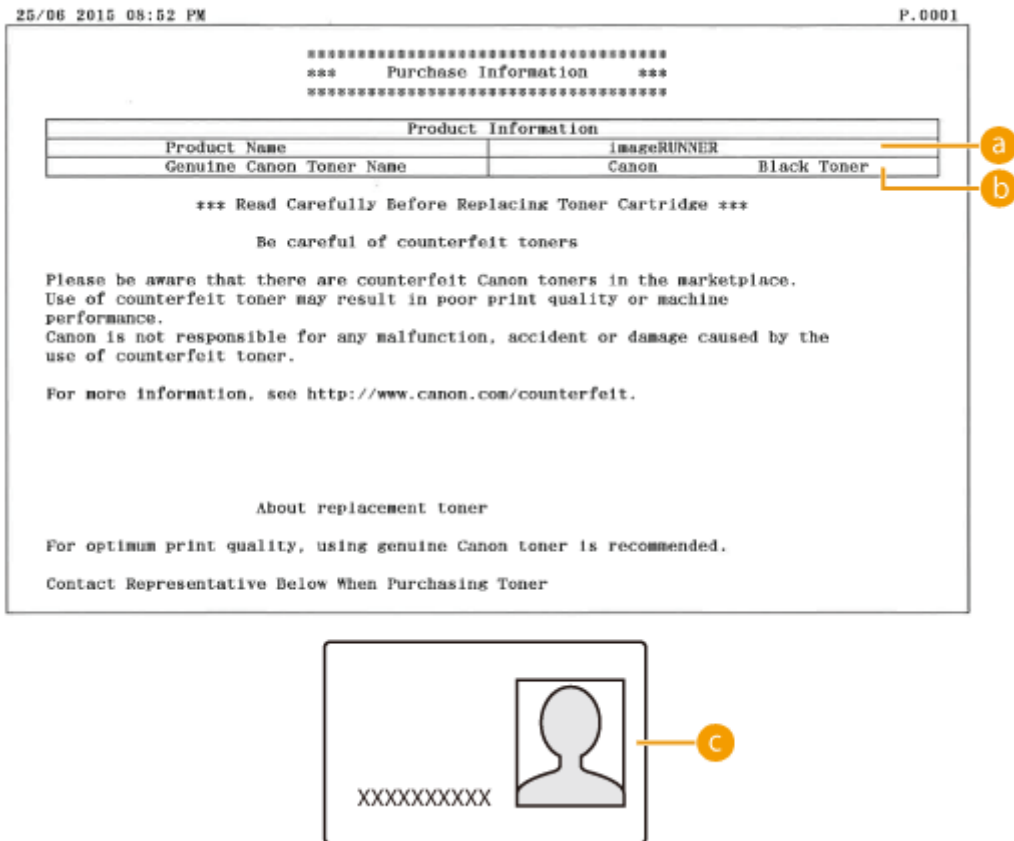 25/06 2015 08:52 PM P.0001
************************************
*** Purchase Information ***
************************************
Product Information
Product Name imageRUNNER
a
Genuine Canon Toner Name Canon Black Toner
b
*** Read Carefully Before Replacing Toner Cartridge ***
Be careful of counterfeit toners
Please be aware that there are counterfeit Canon toners in the marketplace.
Use of counterfeit toner may result in poor print quality or machine
performance.
Canon is not responsible for any malfunction, accident or damage caused by the
use of counterfeit toner.
For more information, see http://www.canon.com/counterfeit.
About replacement toner
For optimum print quality, using genuine Canon toner is recommended.
Contact Representative Below When Purchasing Toner
c
XXXXXXXXXX